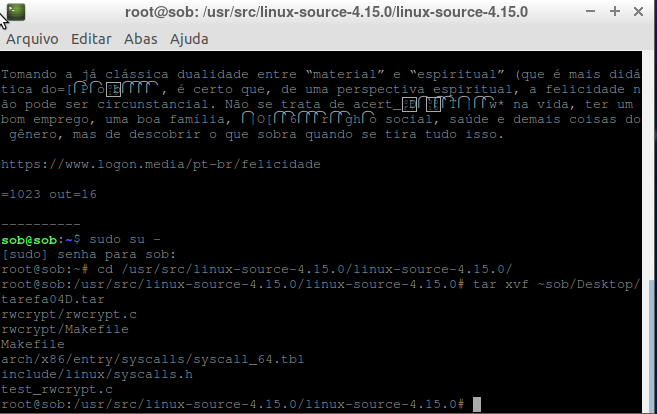 root@sob: /usr/src/linux-source-4.15.0/linux-source-4.15.0
Arquivo Editar Abas Ajuda
Tomando a já clássica dualidade entre “material” e “espiritual” (que é mais didá
tica do=[ , é certo que, de uma perspectiva espiritual, a felicidade n
ão pode ser circunstancial. Não se trata de acert_ w* na vida, ter um
bom emprego, uma boa família, social, saúde e demais coisas do
gênero, mas de descobrir o que sobra quando se tira tudo isso.
https://www.logon.media/pt-br/felicidade
=1023 out=16
----------
sob@sob:~$ sudo su -
[sudo] senha para sob:
root@sob:~# cd /usr/src/linux-source-4.15.0/linux-source-4.15.0/
root@sob:/usr/src/linux-source-4.15.0/linux-source-4.15.0# tar xvf ~sob/Desktop/
tarefa04D.tar
rwcrypt/rwcrypt.c
rwcrypt/Makefile
Makefile
arch/x86/entry/syscalls/syscall_64.tbl
include/linux/syscalls.h
test_rwcrypt.c
root@sob:/usr/src/linux-source-4.15.0/linux-source-4.15.0#